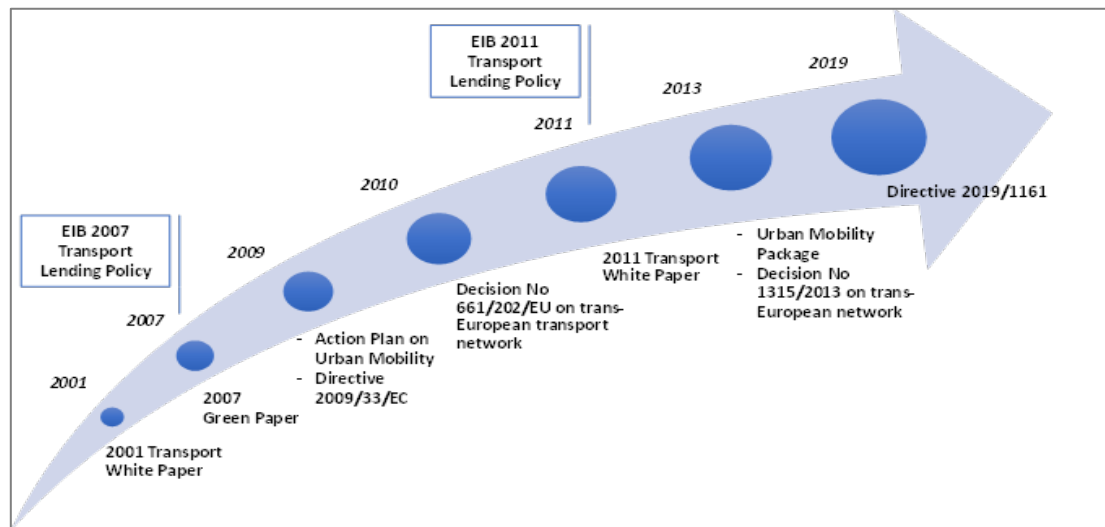 EIB 2007
Transport
Lending Policy
EIB 2011
Transport
Lending Policy
2001
2001 Transport
White Paper
2007
2007
Green Paper
2009
- Action Plan on
Urban Mobility
- Directive
2009/33/EC
2010
Decision No
661/202/EU on trans-
European transport
network
2011
2011 Transport
White Paper
2013
- Urban Mobility
Package
- Decision No
1315/2013 on trans-
European network
2019
Directive 2019/1161